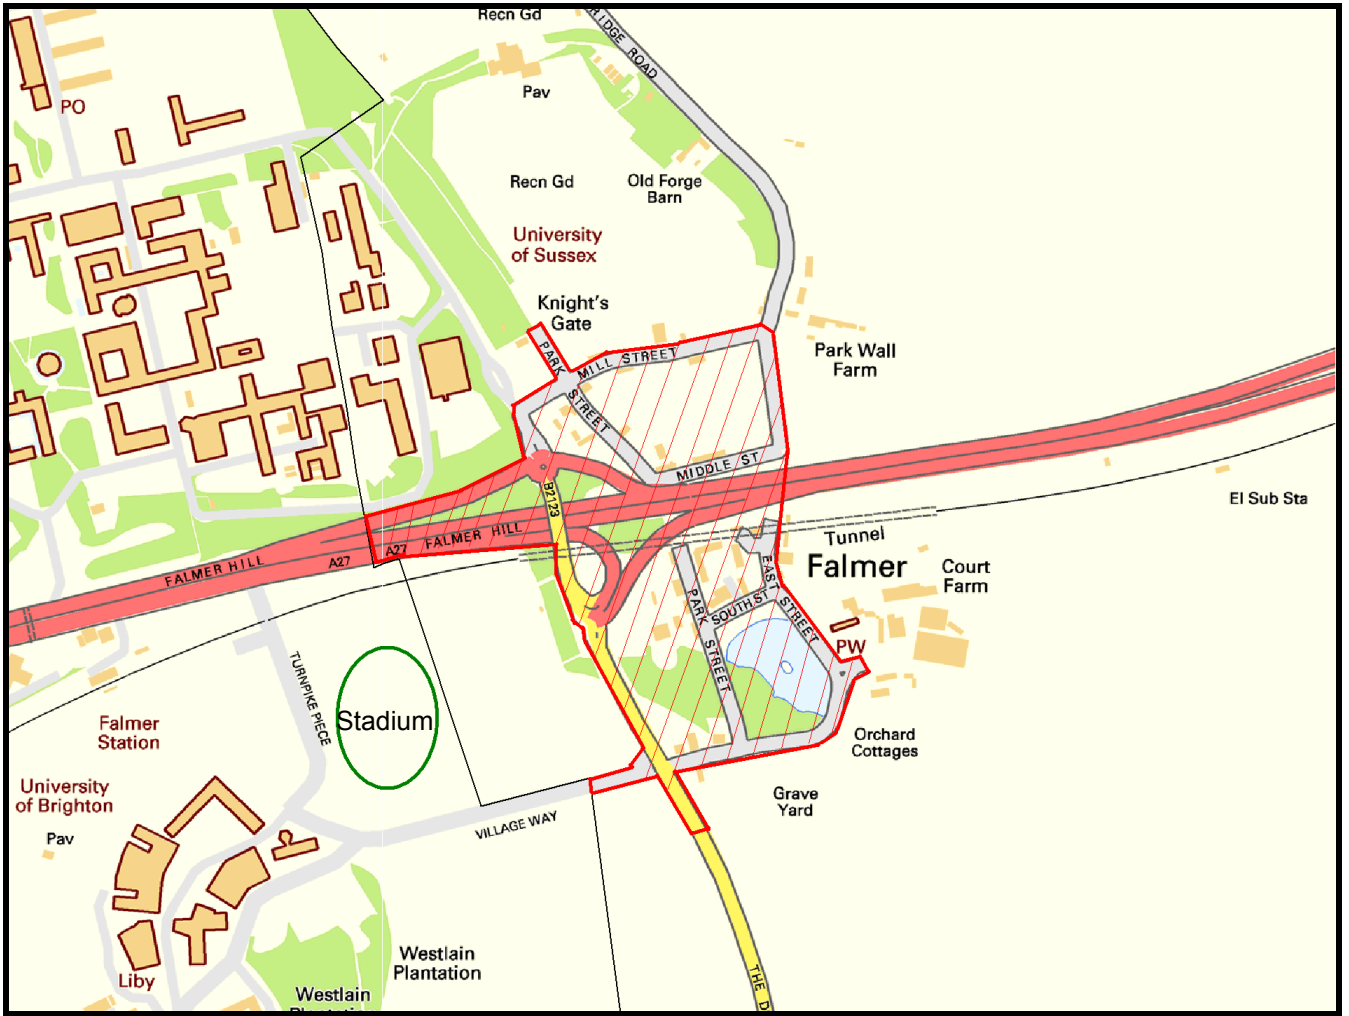 Recn Gd
RIDGE ROAD
PO
Pav
Recn Gd
Old Forge
Barn
University
of Sussex
Knight's
Gate
PARK
MILL STREET
STREET
Park Wall
Farm
MIDDLE ST
B2123
El Sub Sta
FALMER HILL
A27
A27
FALMER HILL
Tunnel
Falmer
Court
Farm
EAST STREET
SOUTH ST
PARK STREET
PW
TURNPIKE PIECE
Stadium
Falmer
Station
Orchard
Cottages
University
of Brighton
Grave
Yard
Pav
VILLAGE WAY
Westlain
Plantation
Liby
Westlain
THE D